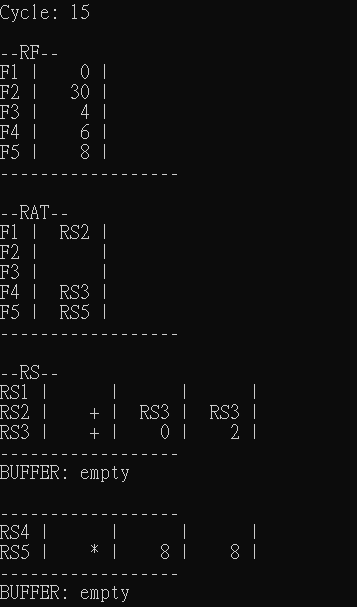 Cycle: 15
--RF--
F1 |     0 |
F2 |    30 |
F3 |     4 |
F4 |     6 |
F5 |     8 |
------------------
--RAT--
F1 |   RS2 |
F2 |       |
F3 |       |
F4 |   RS3 |
F5 |   RS5 |
------------------
--RS--
RS1 |      |      |      |
RS2 |    + |  RS3 |  RS3 |
RS3 |    + |    0 |    2 |
------------------
BUFFER: empty
------------------
RS4 |      |      |      |
RS5 |    * |    8 |    8 |
------------------
BUFFER: empty